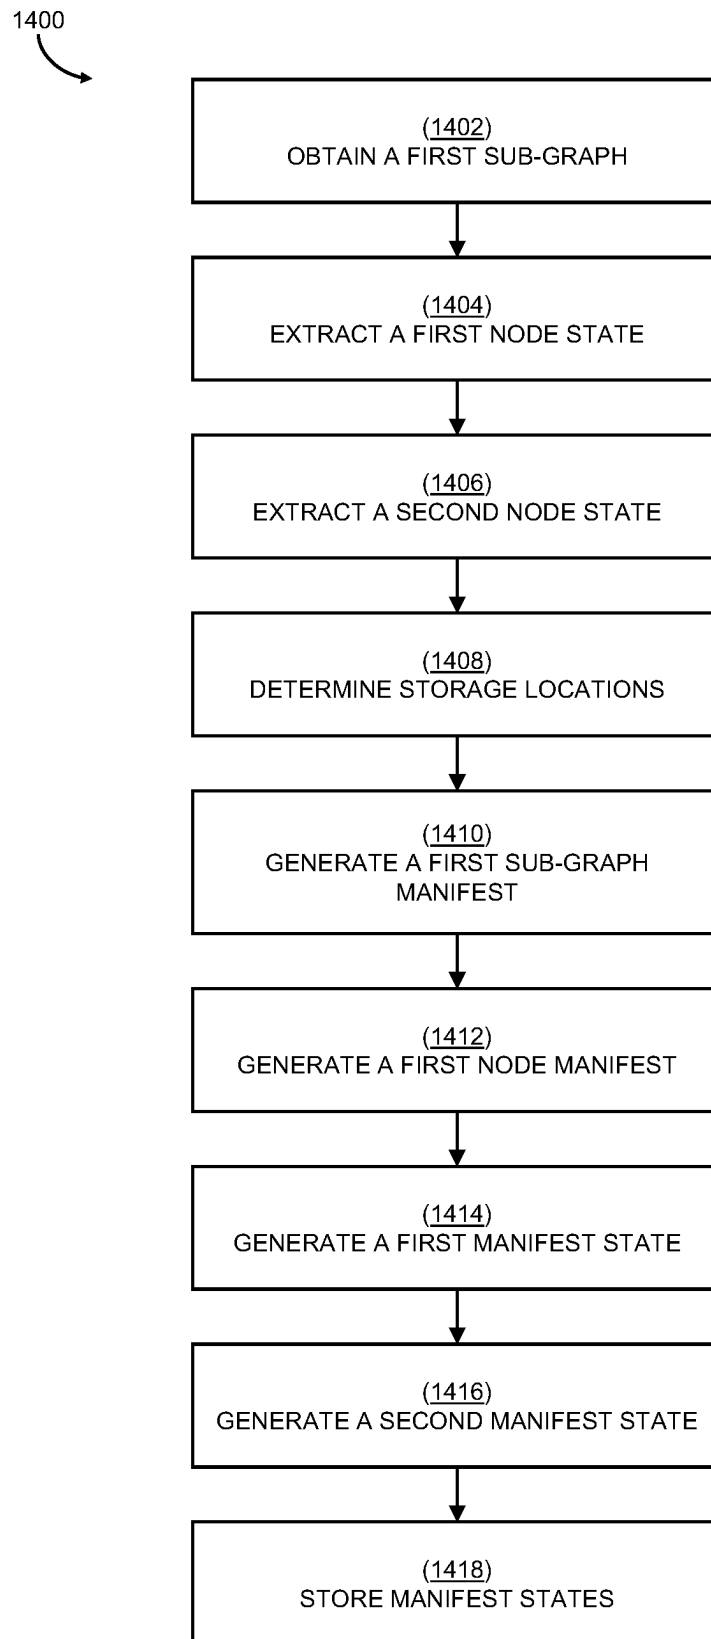 1400
(1402)
OBTAIN A FIRST SUB-GRAPH
(1404)
EXTRACT A FIRST NODE STATE
(1406)
EXTRACT A SECOND NODE STATE
(1408)
DETERMINE STORAGE LOCATIONS
(1410)
GENERATE A FIRST SUB-GRAPH
MANIFEST
(1412)
GENERATE A FIRST NODE MANIFEST
(1414)
GENERATE A FIRST MANIFEST STATE
(1416)
GENERATE A SECOND MANIFEST STATE
(1418)
STORE MANIFEST STATES